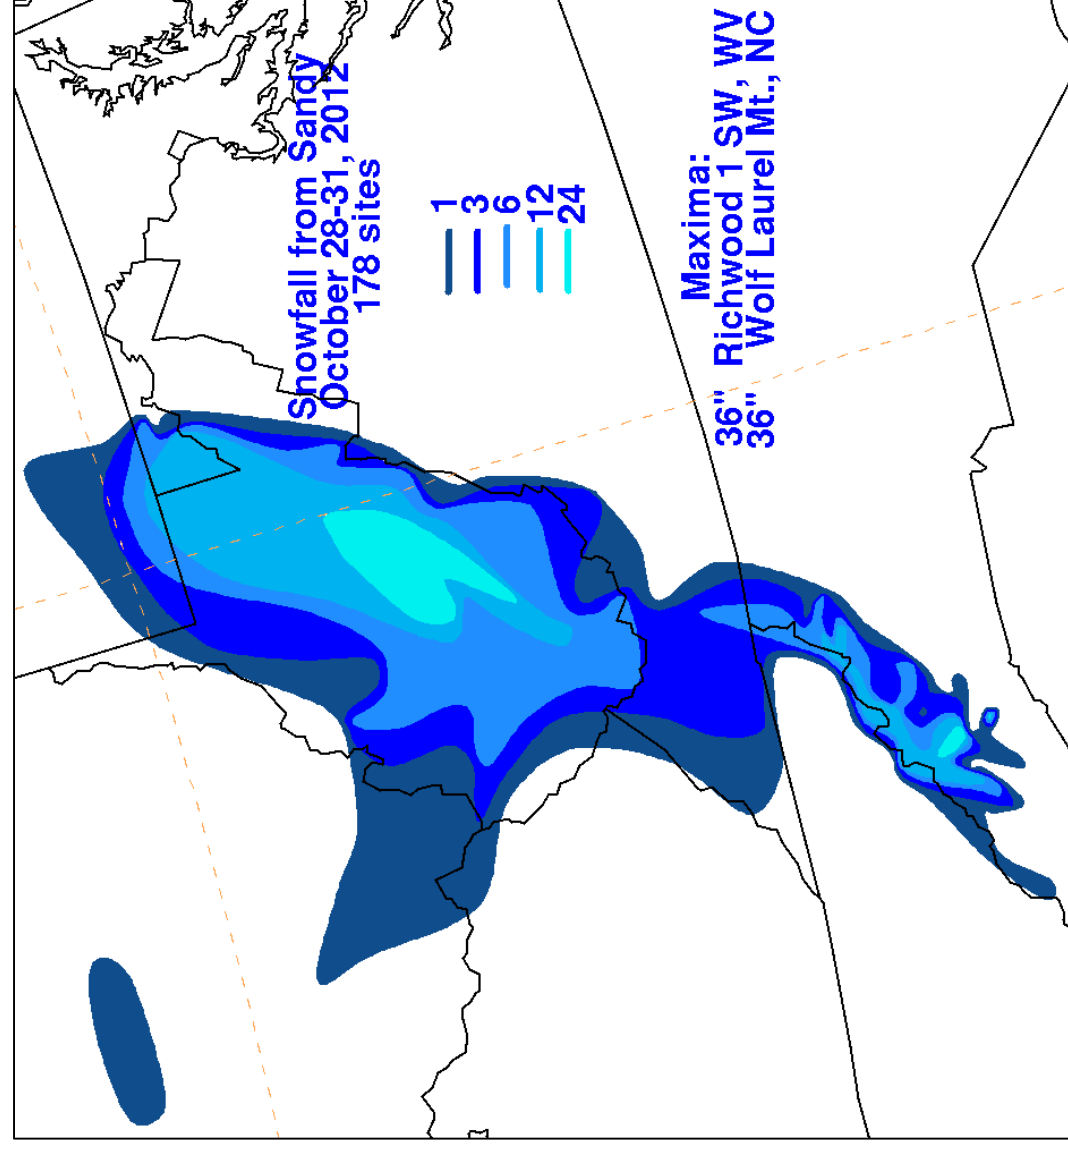 Snowfall from Sandy
October 28-31, 2012
178 sites
1
3
6
12
24
Maxima:
36" Richwood 1 SW, WV
36" Wolf Laurel Mt., NC